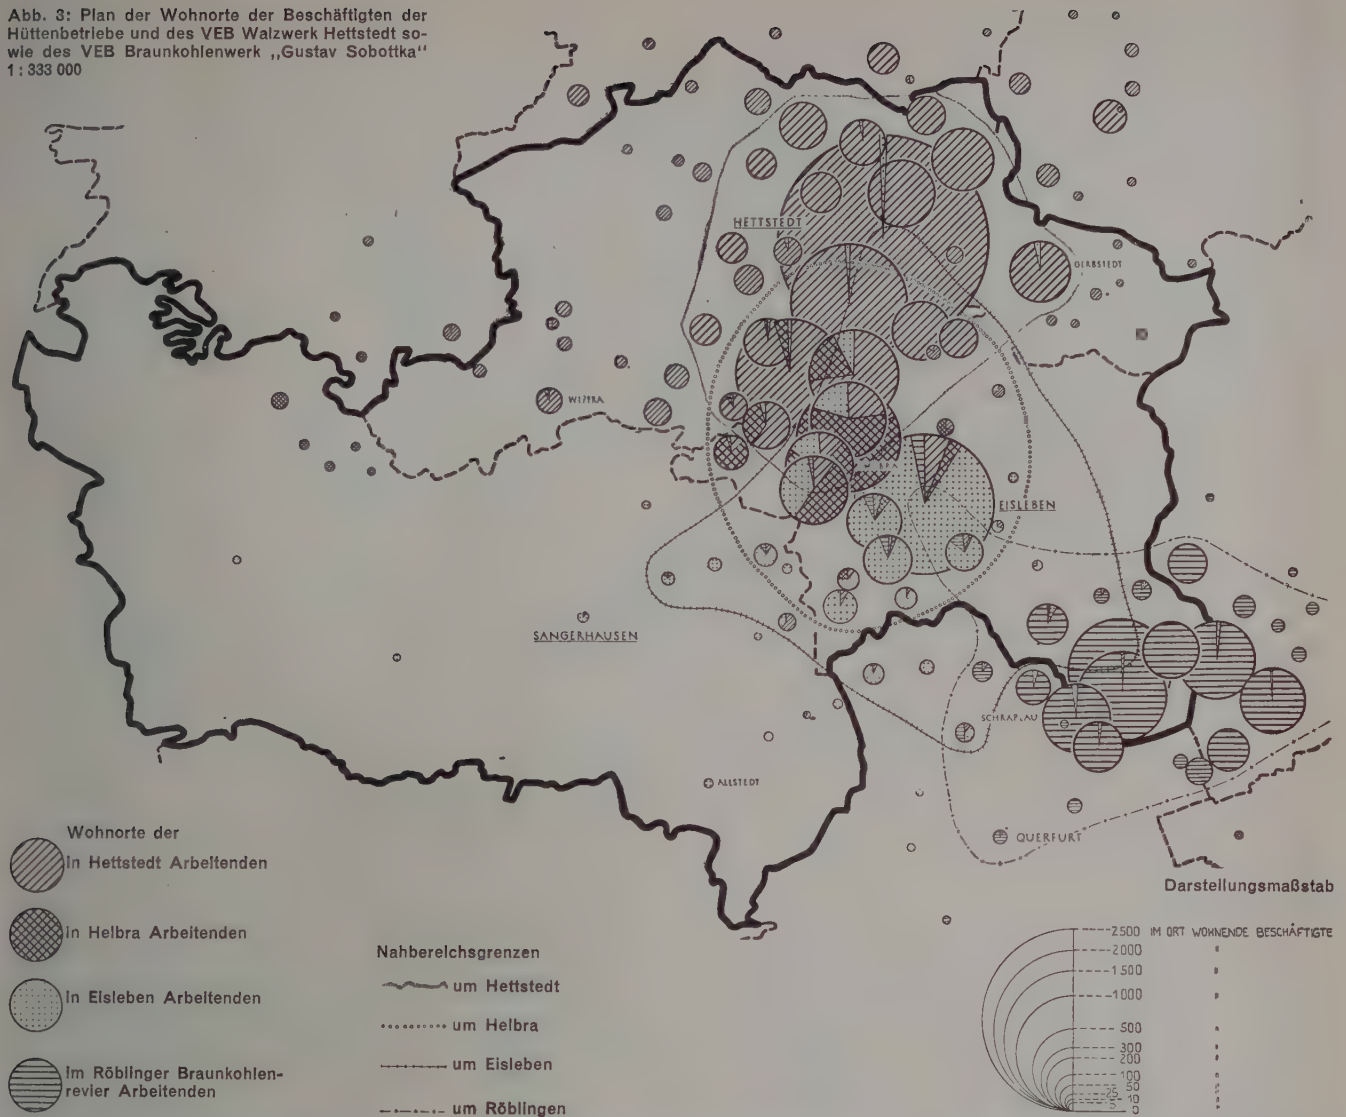 Abb. 3: Plan der Wohnorte der Beschäftigten der
Hüttenbetriebe und des VEB Walzwerk Hettstedt so-
wie des VEB Braunkohlenwerk „Gustav Sobottka"
1 : 333 000
HETTSTEDT
GERBSTEDT
WIPPRA
EISLEBEN
SANGERHAUSEN
SCHRAPLAU
ALLSTEDT
QUERFURT
Wohnorte der
in Hettstedt Arbeitenden
in Helbra Arbeitenden
in Eisleben Arbeitenden
im Röblinger Braunkohlen-
revier Arbeitenden
Nahbereichsgrenzen
um Hettstedt
um Helbra
um Eisleben
um Röblingen
Darstellungsmaßstab
2500 IM ORT WOHNENDE BESCHÄFTIGTE
2000 "
1500 "
1000 "
500 "
300 "
200 "
100 "
50 "
25 "
10 "
5 "
0